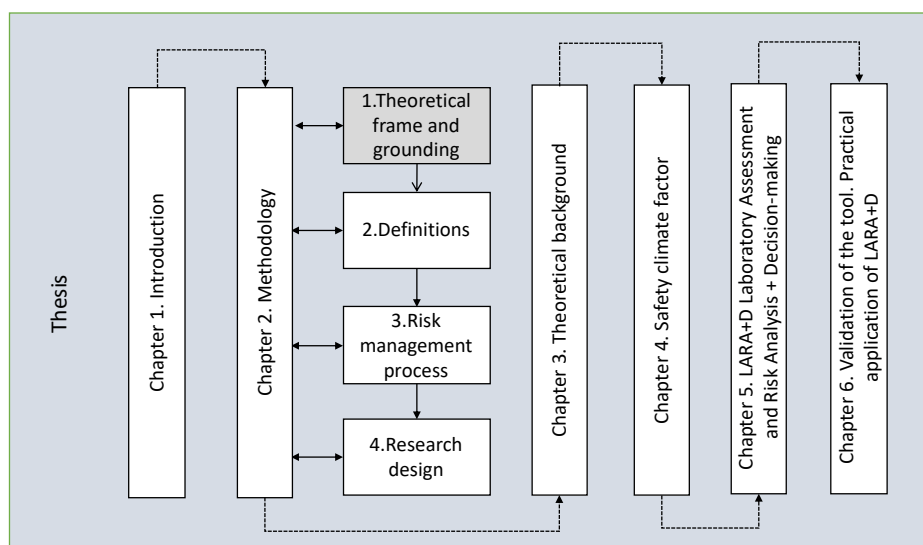 Thesis
Chapter 1. Introduction
Chapter 2. Methodology
1.Theoretical
frame and
grounding
2.Definitions
3.Risk
management
process
4.Research
design
Chapter 3. Theoretical background
Chapter 4. Safety climate factor
Chapter 5. LARA+D Laboratory Assessment
and Risk Analysis + Decision-making
Chapter 6. Validation of the tool. Practical
application of LARA+D